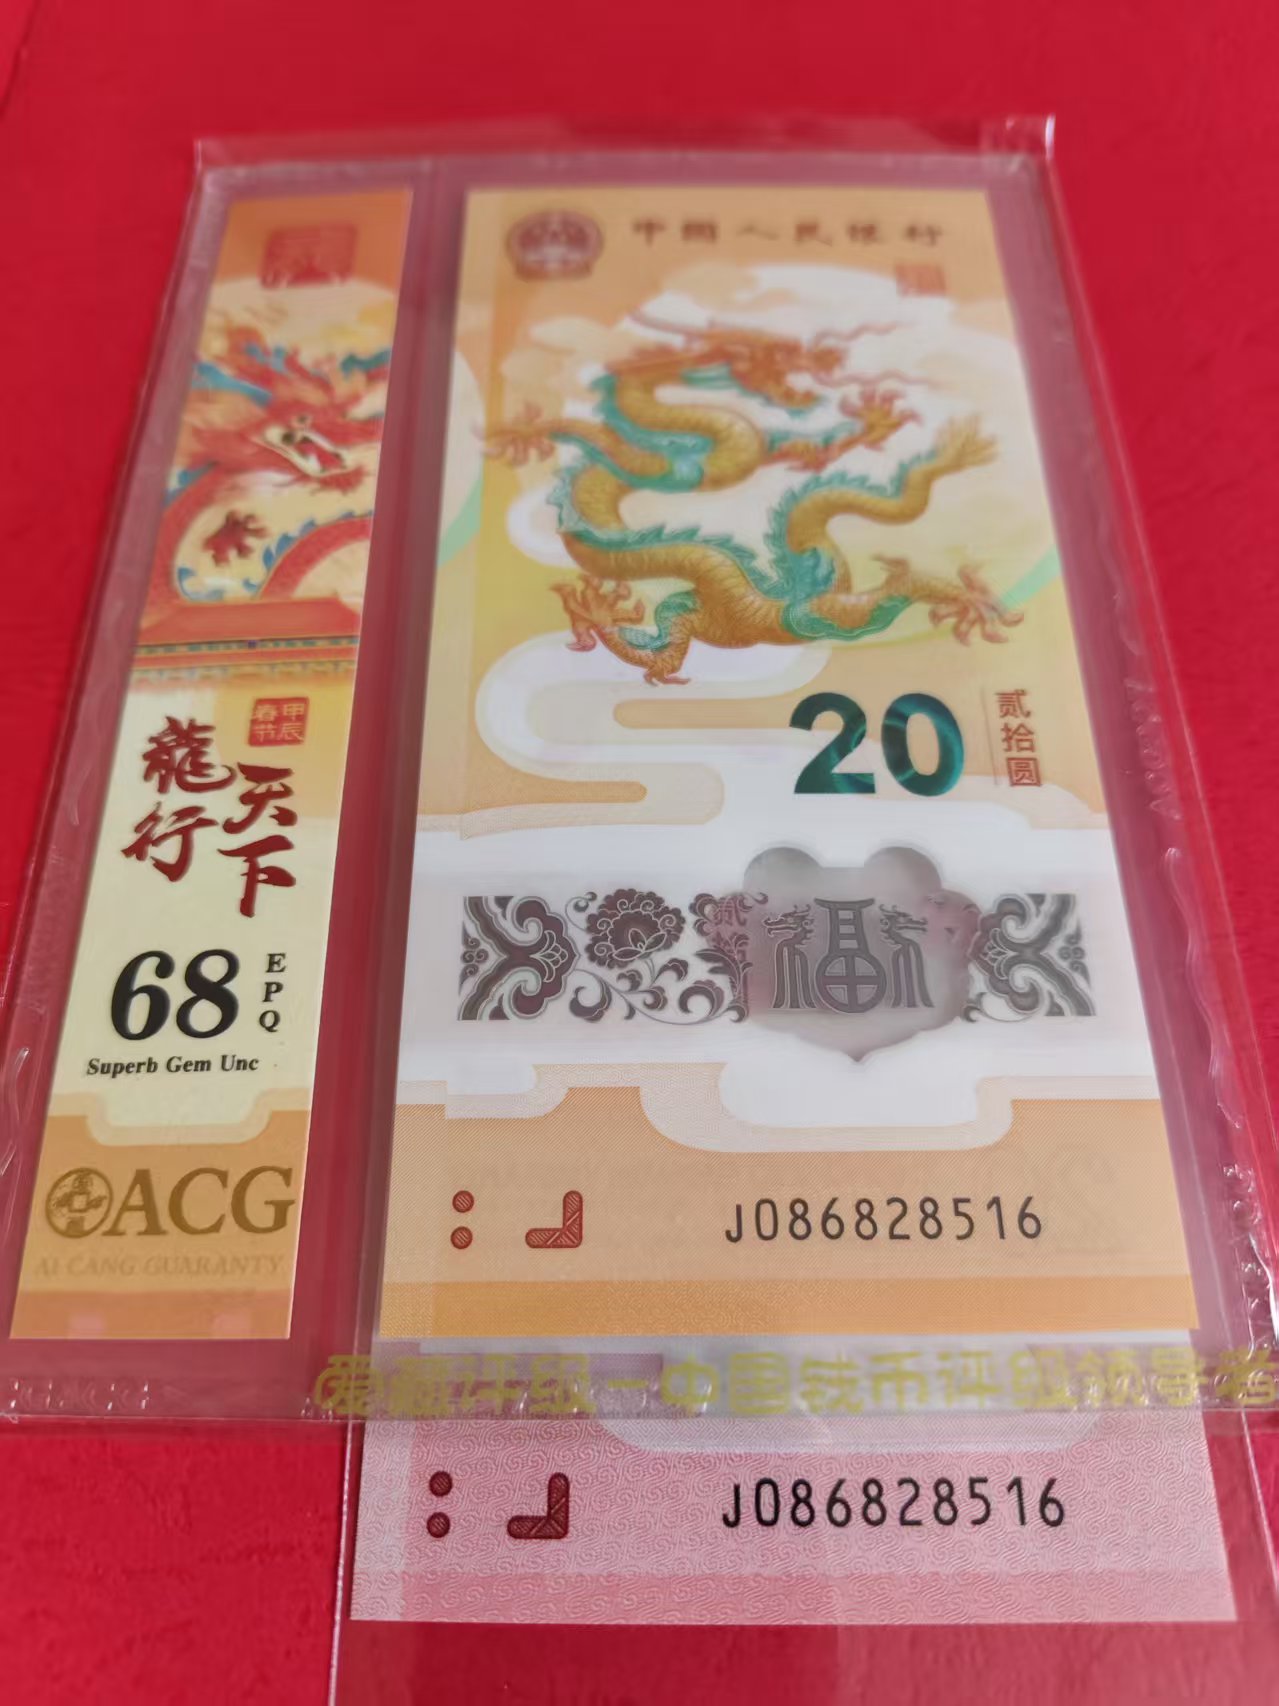 中国人民银行
甲辰
春节
龍行
天下
20
贰拾圆
福
68
EPQ
Superb Gem Unc
ACG
AI CANG GUARANTY
J086828516
爱藏评级—中国钱币评级领导者
J086828516